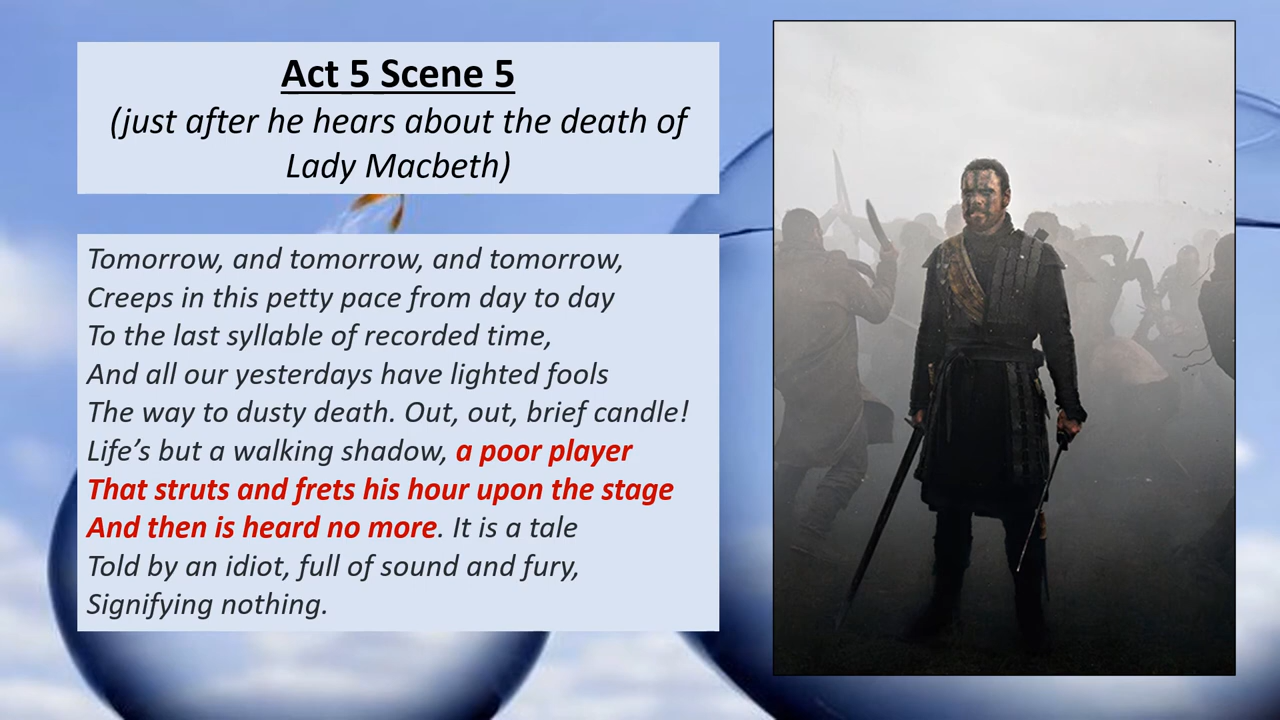 Act 5 Scene 5
(just after he hears about the death of
Lady Macbeth)
Tomorrow, and tomorrow, and tomorrow,
Creeps in this petty pace from day to day
To the last syllable of recorded time,
And all our yesterdays have lighted fools
The way to dusty death. Out, out, brief candle!
Life’s but a walking shadow, a poor player
That struts and frets his hour upon the stage
And then is heard no more. It is a tale
Told by an idiot, full of sound and fury,
Signifying nothing.